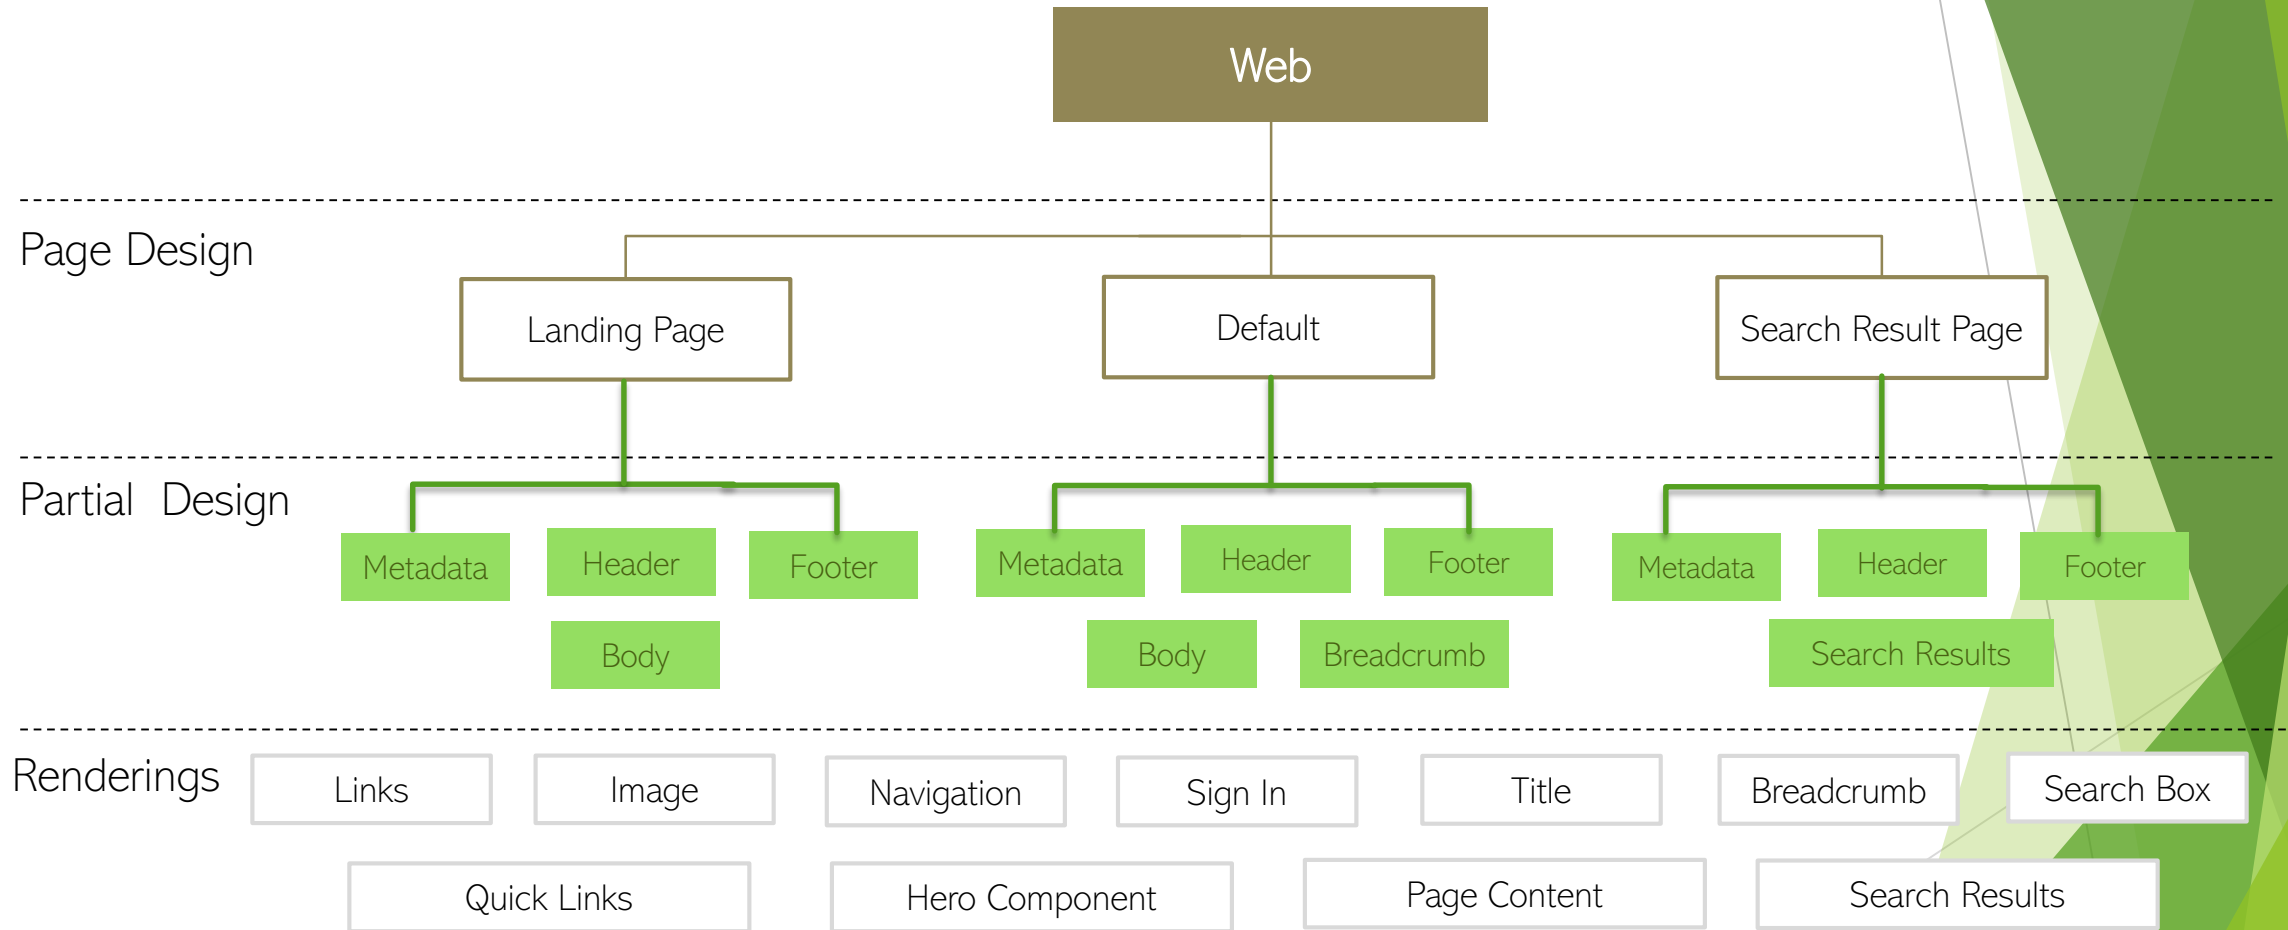 Web
Page Design
Landing Page
Default
Search Result Page
Partial Design
Metadata
Header
Footer
Metadata
Header
Footer
Metadata
Header
Footer
Body
Body
Breadcrumb
Search Results
Renderings
Links
Image
Navigation
Sign In
Title
Breadcrumb
Search Box
Quick Links
Hero Component
Page Content
Search Results